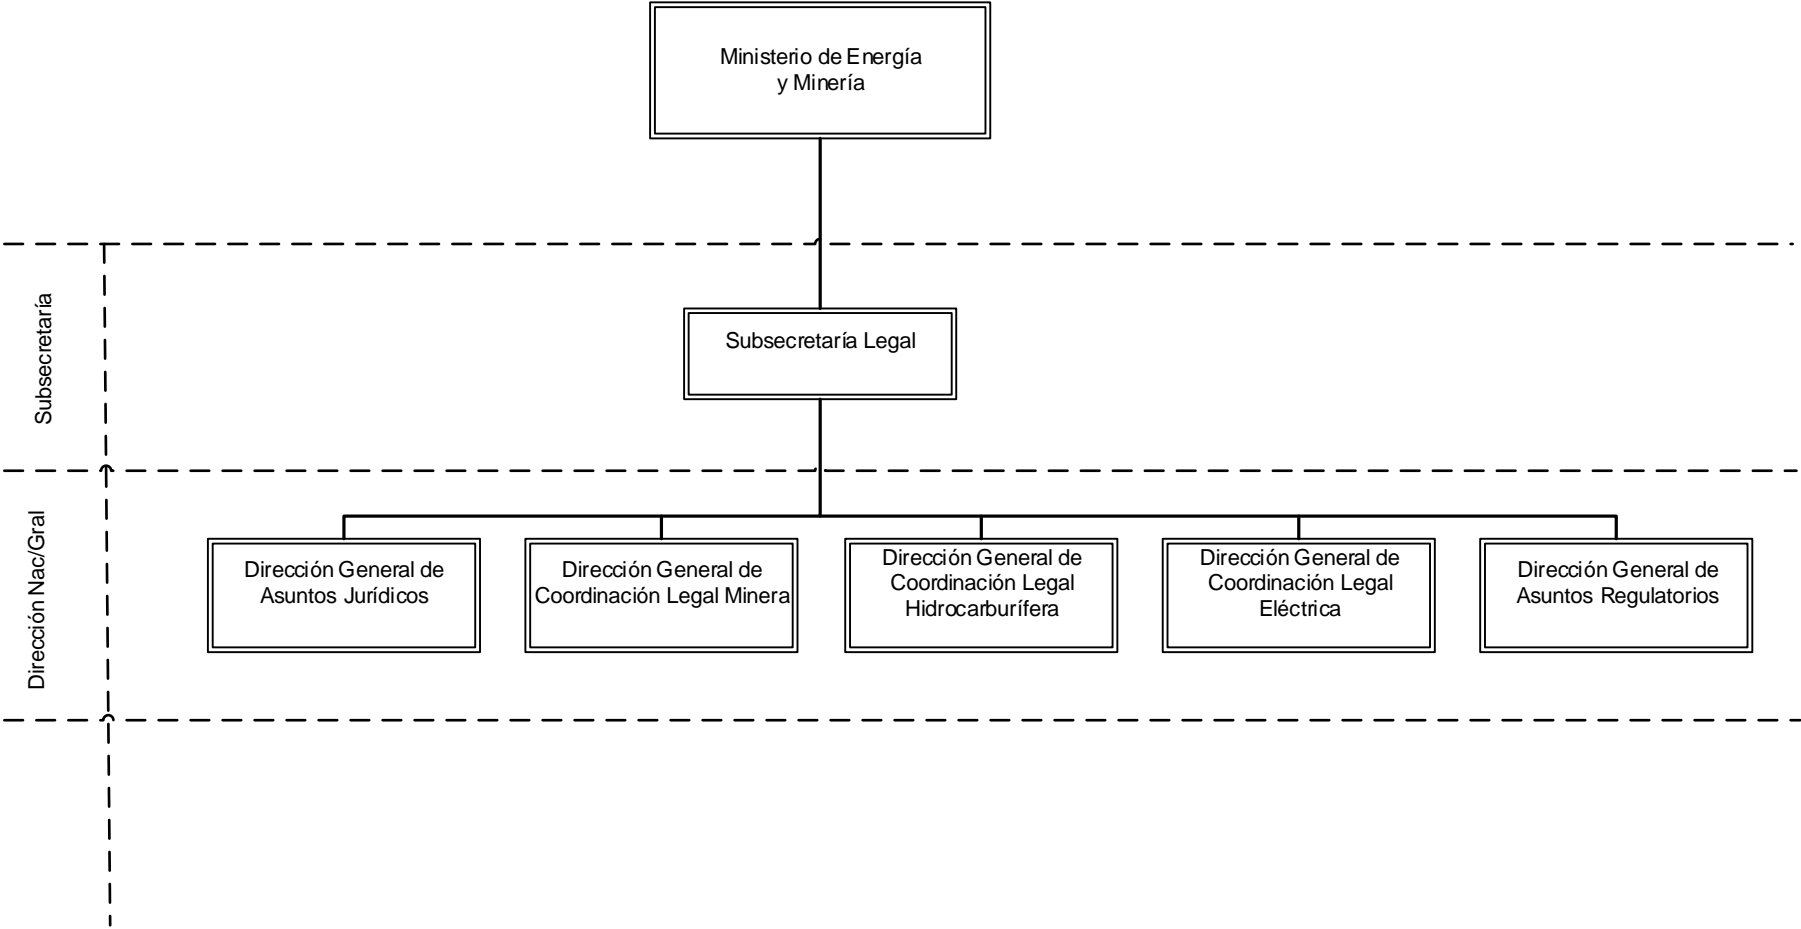 Ministerio de Energía
y Minería
Subsecretaría
Subsecretaría Legal
Dirección Nac/Gral
Dirección General de
Asuntos Jurídicos
Dirección General de
Coordinación Legal Minera
Dirección General de
Coordinación Legal
Hidrocarburífera
Dirección General de
Coordinación Legal
Eléctrica
Dirección General de
Asuntos Regulatorios